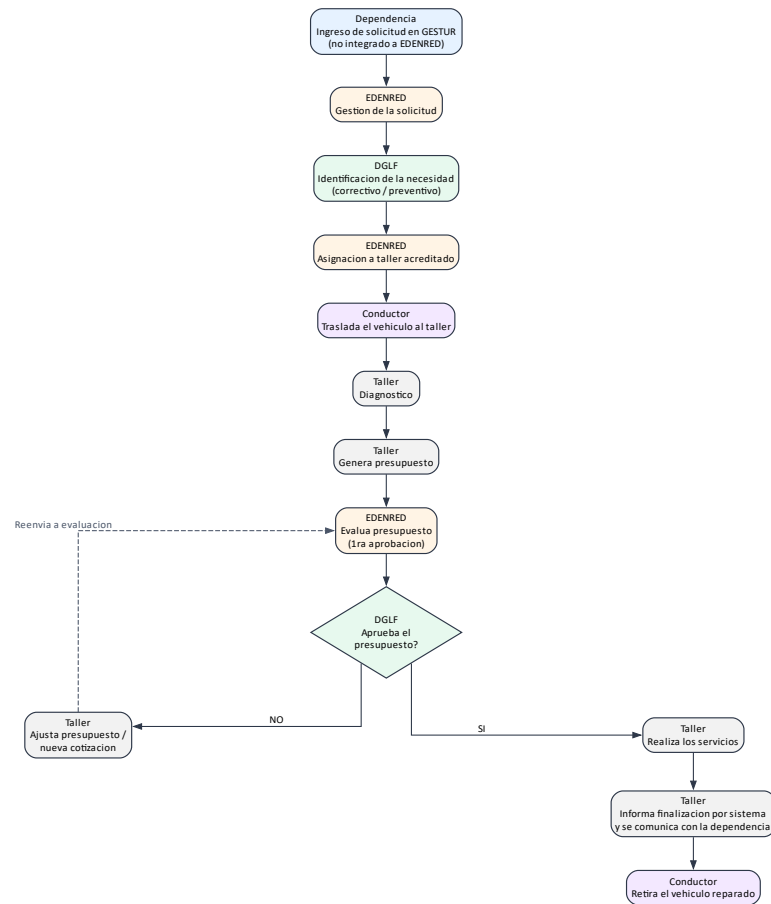 Dependencia
Ingreso de solicitud en GESTUR
(no integrado a EDENRED)
EDENRED
Gestion de la solicitud
DGLF
Identificacion de la necesidad
(correctivo / preventivo)
EDENRED
Asignacion a taller acreditado
Conductor
Traslada el vehiculo al taller
Taller
Diagnostico
Taller
Genera presupuesto
EDENRED
Evalua presupuesto
(1ra aprobacion)
Reenvia a evaluacion
DGLF
Aprueba el
presupuesto?
NO
SI
Taller
Ajusta presupuesto /
nueva cotizacion
Taller
Realiza los servicios
Taller
Informa finalizacion por sistema
y se comunica con la dependencia
Conductor
Retira el vehiculo reparado